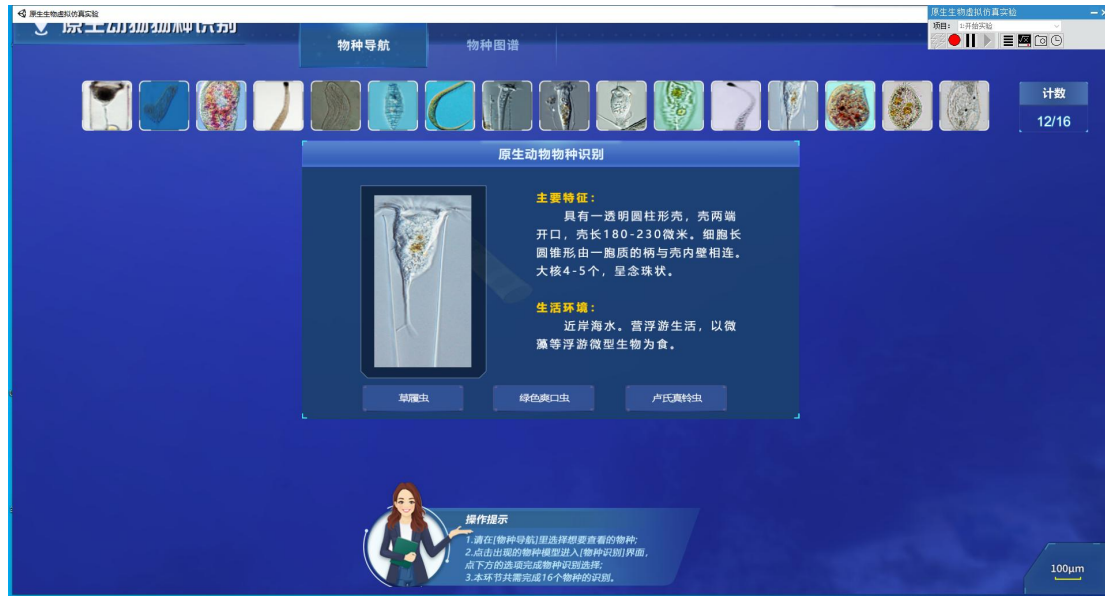 原生生物虚拟仿真实验
原生动物物种识别
物种导航
物种图谱
原生生物虚拟仿真实验
项目: 1:开始实验
计数
12/16
原生动物物种识别
主要特征：
具有一透明圆柱形壳，壳两端
开口，壳长180-230微米。细胞长
圆锥形,由一胞质的柄与壳内壁相连。
大核4-5个，呈念珠状。
生活环境：
近岸海水。营浮游生活，以微
藻等浮游微型生物为食。
草履虫
绿色爽口虫
卢氏真铃虫
操作提示
1.请在[物种导航]里选择想要查看的物种;
2.点击出现的物种模型进入[物种识别]界面，
点下方的选项完成物种识别选择;
3.本环节共需完成16个物种的识别。
100μm